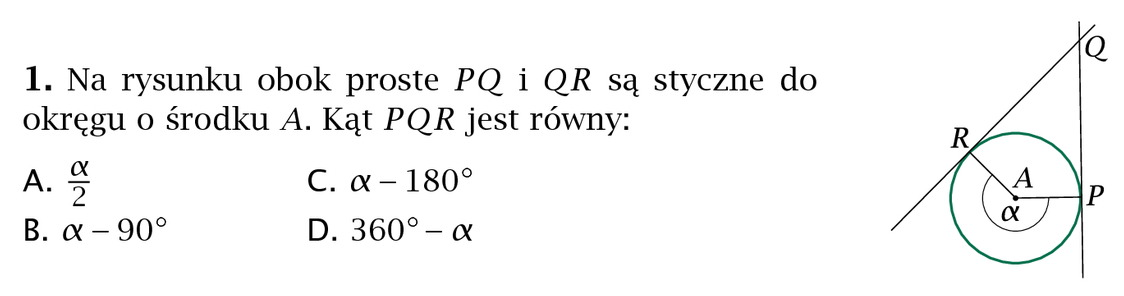 1. Na rysunku obok proste PQ i QR są styczne do
okręgu o środku A. Kąt PQR jest równy:
A. α/2
C. α – 180°
B. α – 90°
D. 360° – α
Q
R
A
P
α